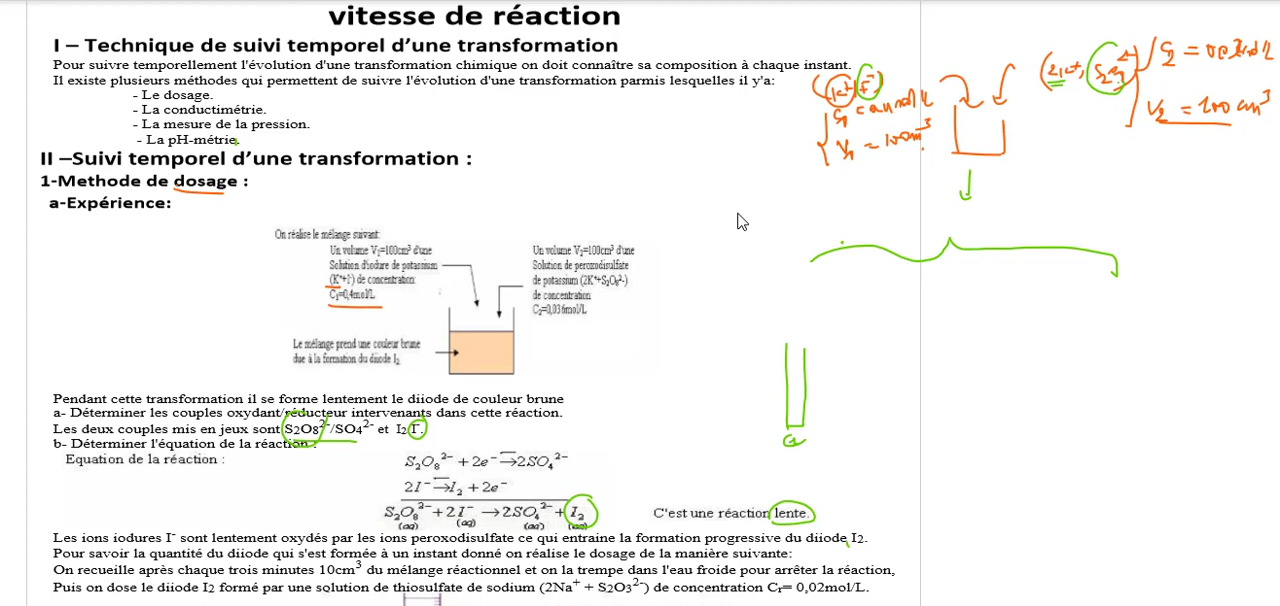 vitesse de réaction
I – Technique de suivi temporel d’une transformation
Pour suivre temporellement l'évolution d'une transformation chimique on doit connaître sa composition à chaque instant.
Il existe plusieurs méthodes qui permettent de suivre l'évolution d'une transformation parmis lesquelles il y'a:
- Le dosage.
- La conductimétrie.
- La mesure de la pression.
- La pH-métrie.
II –Suivi temporel d’une transformation :
1-Methode de dosage :
a-Expérience:
On réalise le mélange suivant:
Un volume V₁=100cm³ d'une
Solution d'iodure de potassium
(K⁺+I⁻) de concentration:
C₁=0,4mol/L
Un volume V₂=100cm³ d'une
Solution de peroxodisulfate
de potassium (2K⁺+S₂O₈²⁻)
de concentration
C₂=0,036mol/L
Le mélange prend une couleur brune
due à la formation du diiode I₂
V₁ = 100cm³
V₂ = 100 cm³
Pendant cette transformation il se forme lentement le diiode de couleur brune
a- Déterminer les couples oxydant/réducteur intervenants dans cette réaction.
Les deux couples mis en jeux sont S2O8²⁻/SO4²⁻ et I2/I⁻.
b- Déterminer l'équation de la réaction :
Equation de la réaction :
S₂O₈²⁻ + 2e⁻ → 2SO₄²⁻
2I⁻ → I₂ + 2e⁻
S₂O₈²⁻ + 2I⁻ → 2SO₄²⁻ + I₂
(aq) (aq) (aq) (aq)
C'est une réaction lente.
Les ions iodures I⁻ sont lentement oxydés par les ions peroxodisulfate ce qui entraine la formation progressive du diiode I2.
Pour savoir la quantité du diiode qui s'est formée à un instant donné on réalise le dosage de la manière suivante:
On recueille après chaque trois minutes 10cm³ du mélange réactionnel et on la trempe dans l'eau froide pour arrêter la réaction,
Puis on dose le diiode I2 formé par une solution de thiosulfate de sodium (2Na⁺ + S2O3²⁻) de concentration Cr= 0,02mol/L.